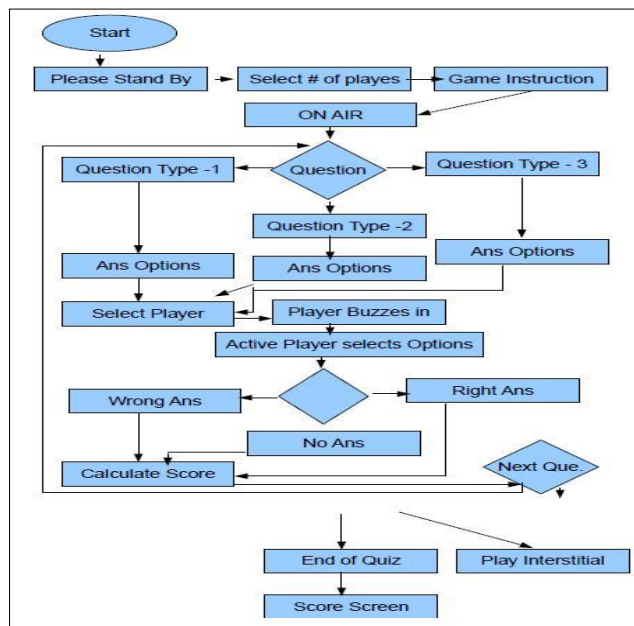 Start
Please Stand By
Select # of playes
Game Instruction
ON AIR
Question
Question Type -1
Question Type - 3
Question Type -2
Ans Options
Ans Options
Ans Options
Select Player
Player Buzzes in
Active Player selects Options
Wrong Ans
Right Ans
No Ans
Calculate Score
Next Que.
End of Quiz
Play Interstitial
Score Screen